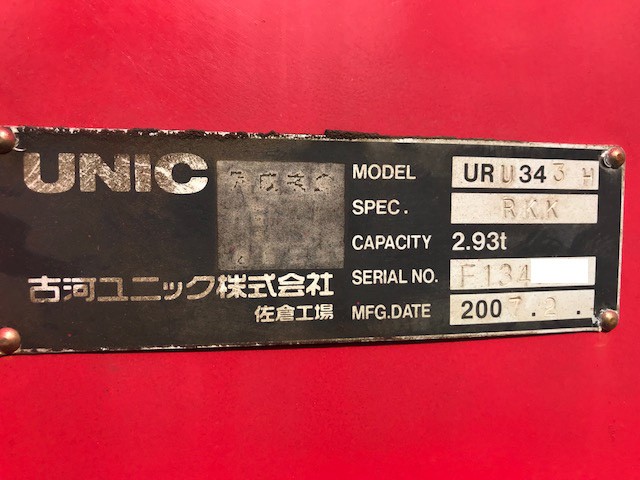 UNIC
MODEL URU343H
SPEC. RKK
CAPACITY 2.93t
SERIAL NO. F134
MFG.DATE 2007.2.
古河ユニック株式会社
佐倉工場